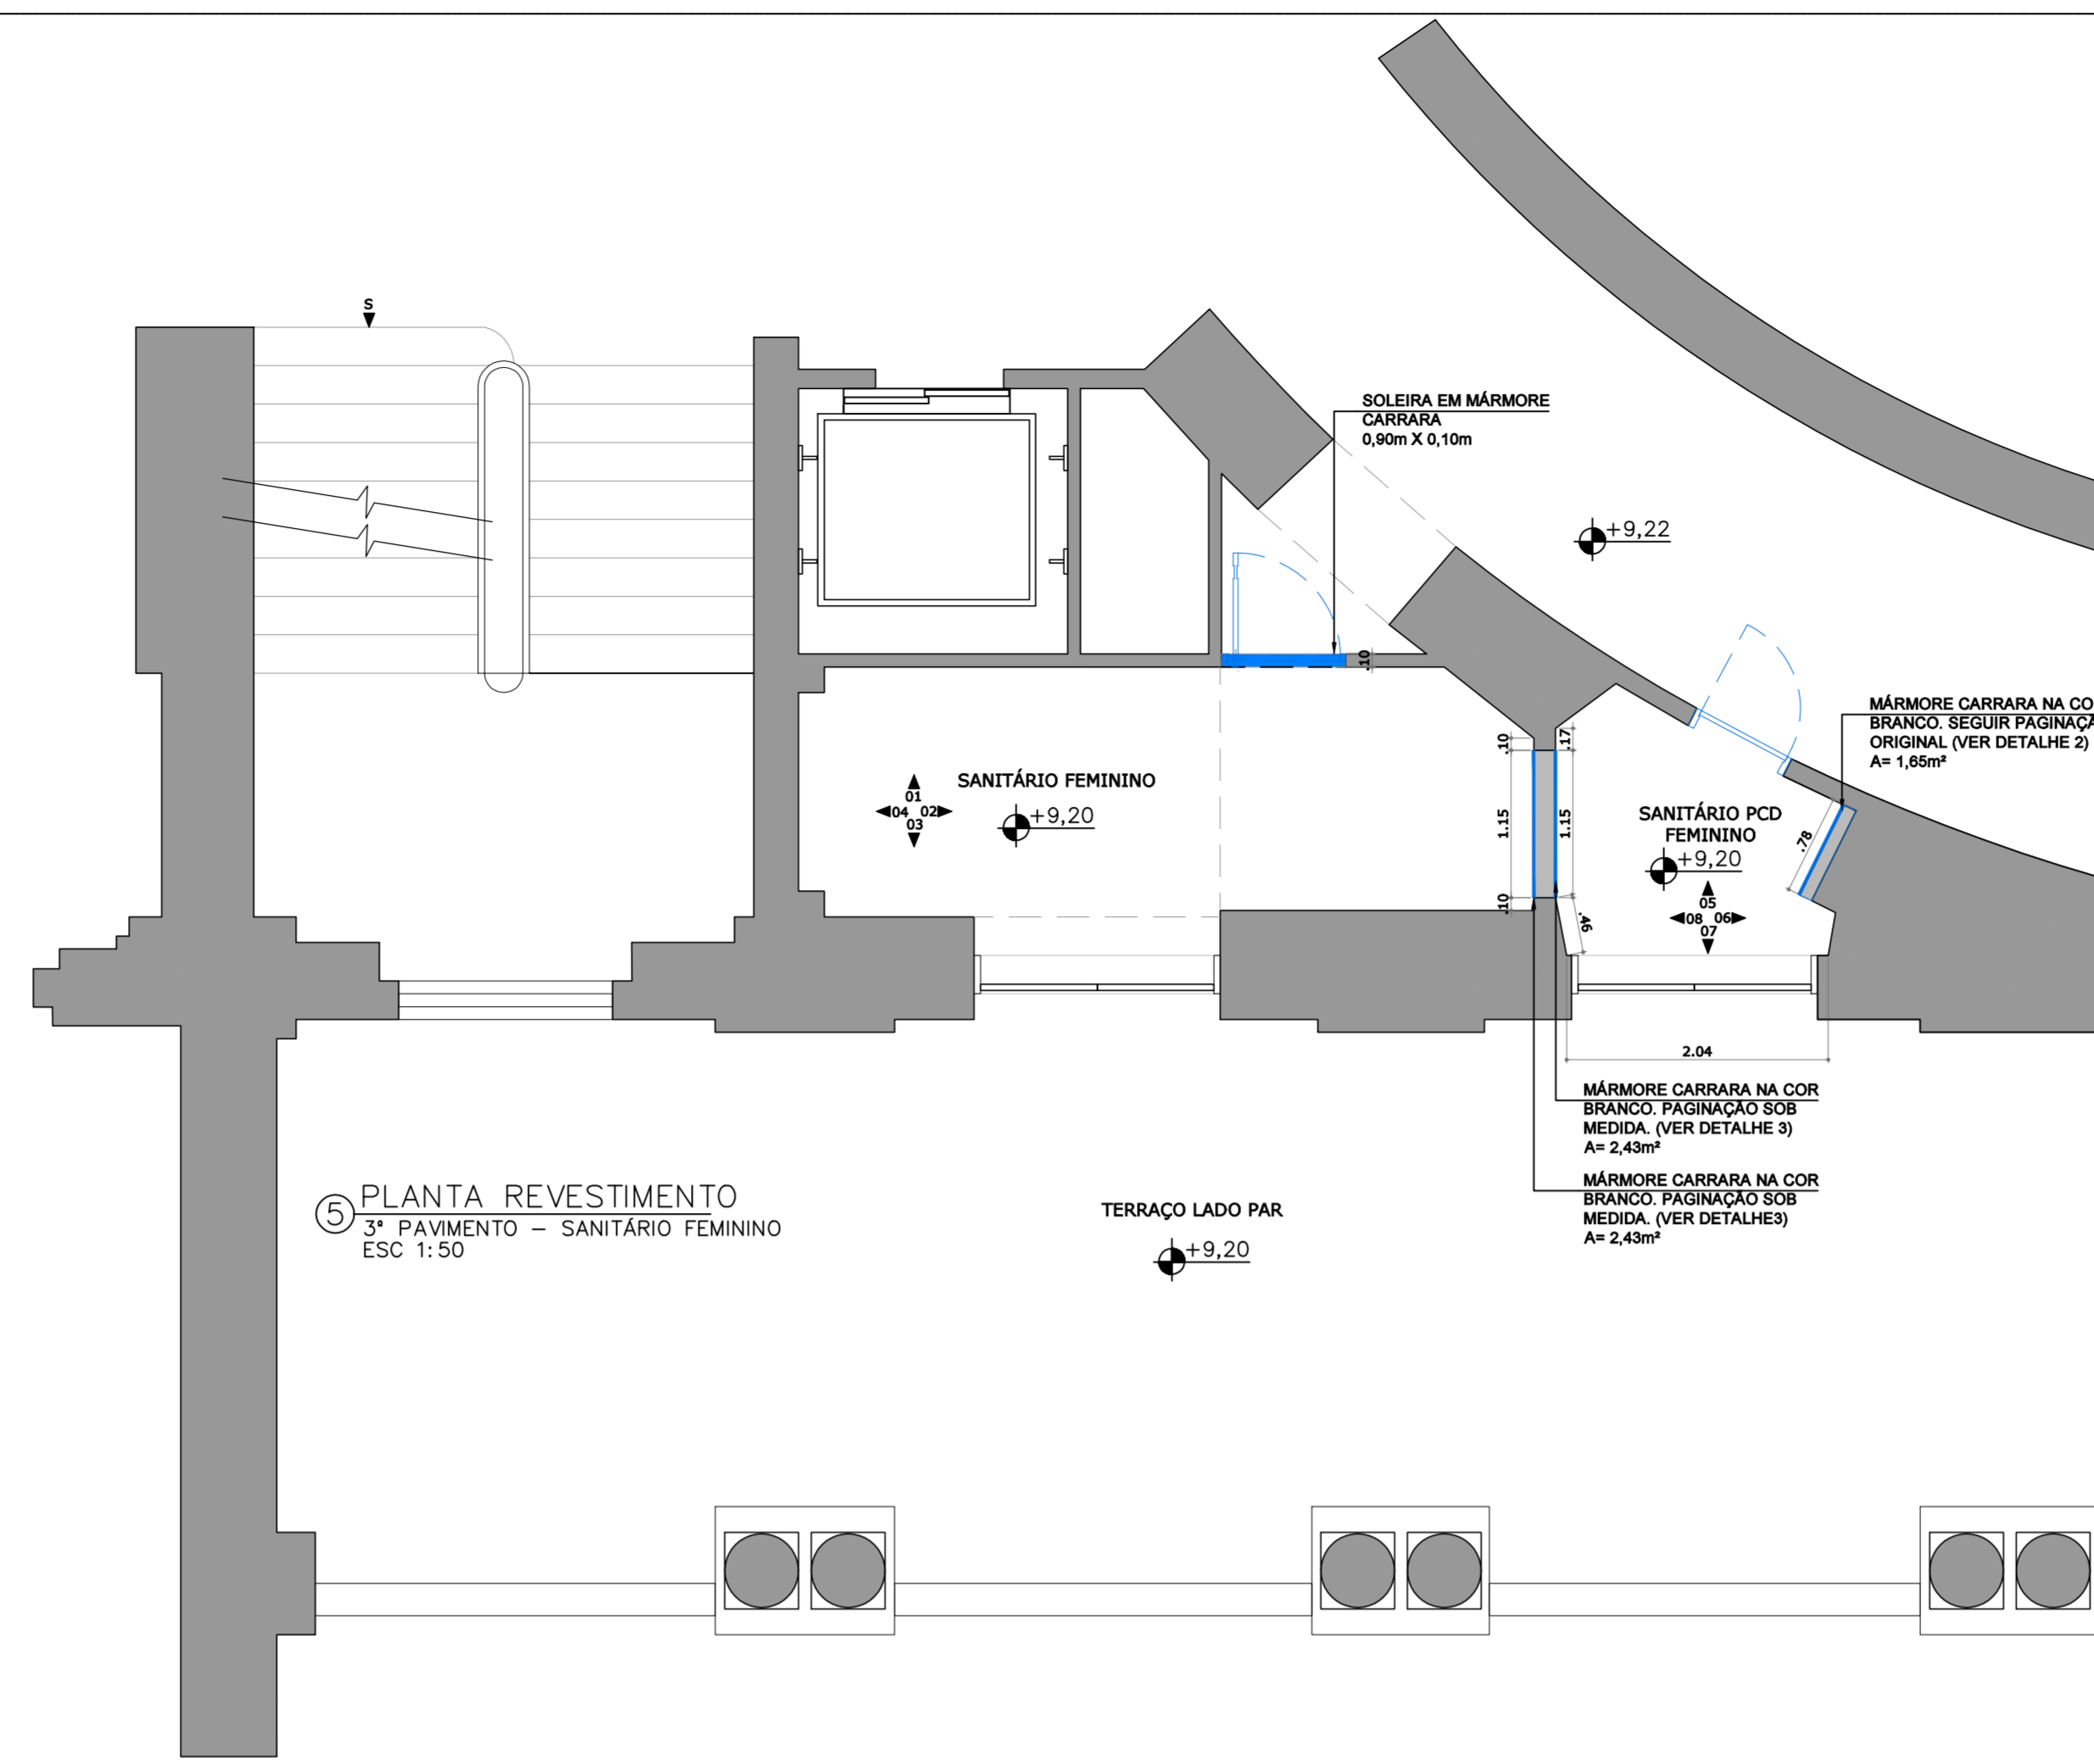 S
SOLEIRA EM MÁRMORE
CARRARA
0,90m X 0,10m
+9,22
.10
MÁRMORE CARRARA NA CO
BRANCO. SEGUIR PAGINAÇÃ
ORIGINAL (VER DETALHE 2)
A= 1,65m²
.10
.17
SANITÁRIO FEMININO
01
04 02
03
+9,20
1.15
1.15
SANITÁRIO PCD
FEMININO
+9,20
.78
05
08 06
07
.10
.46
2.04
MÁRMORE CARRARA NA COR
BRANCO. PAGINAÇÃO SOB
MEDIDA. (VER DETALHE 3)
A= 2,43m²
MÁRMORE CARRARA NA COR
BRANCO. PAGINAÇÃO SOB
MEDIDA. (VER DETALHE3)
A= 2,43m²
5 PLANTA REVESTIMENTO
3° PAVIMENTO – SANITÁRIO FEMININO
ESC 1:50
TERRAÇO LADO PAR
+9,20